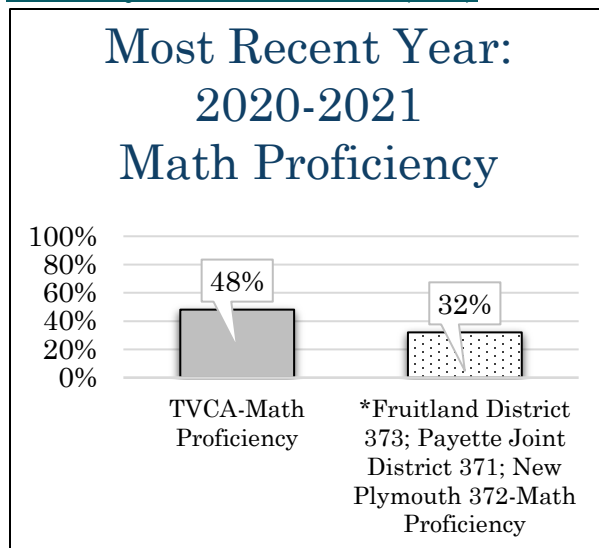 Most Recent Year:
2020-2021
Math Proficiency
100%
80%
60%
40%
20%
0%
48%
32%
TVCA-Math
Proficiency
*Fruitland District
373; Payette Joint
District 371; New
Plymouth 372-Math
Proficiency